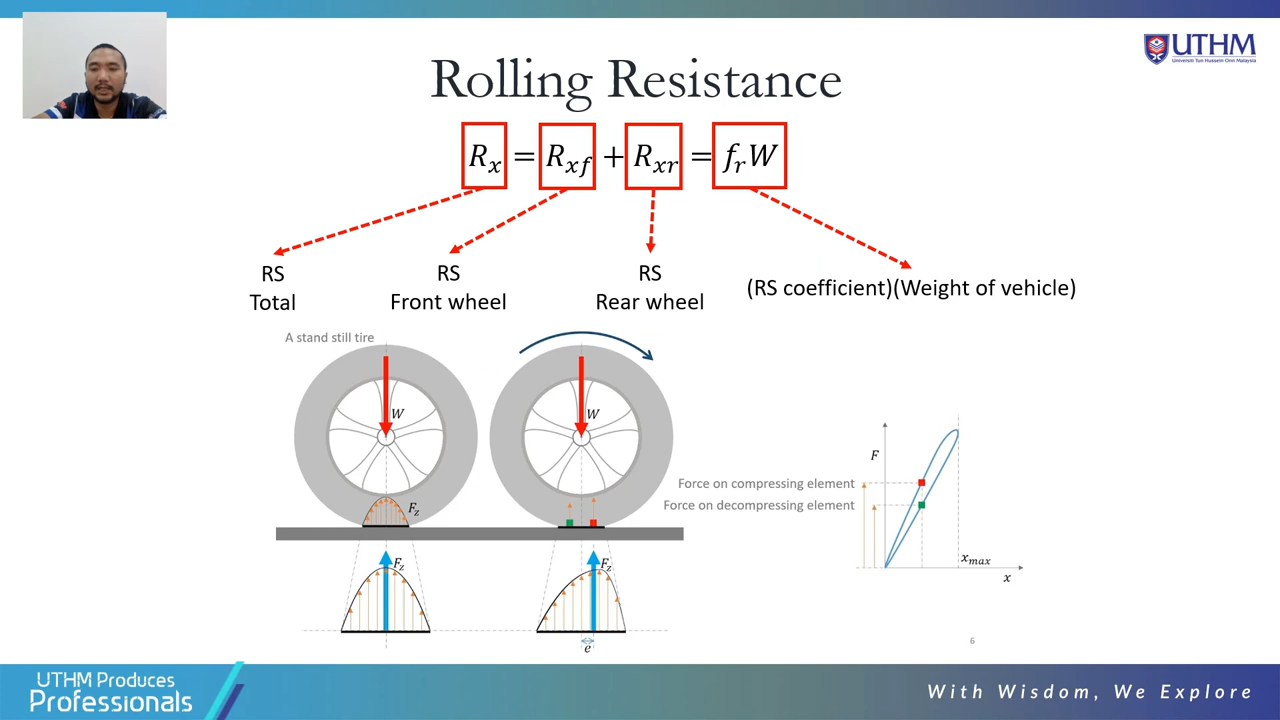 UTHM
Universiti Tun Hussein Onn Malaysia
Rolling Resistance
R_x = R_xf + R_xr = f_r W
RS
Total
RS
Front wheel
RS
Rear wheel
(RS coefficient)(Weight of vehicle)
A stand still tire
W
W
F_z
F_z
F_z
e
F
Force on compressing element
Force on decompressing element
x_max
x
6
UTHM Produces
Professionals
With Wisdom, We Explore